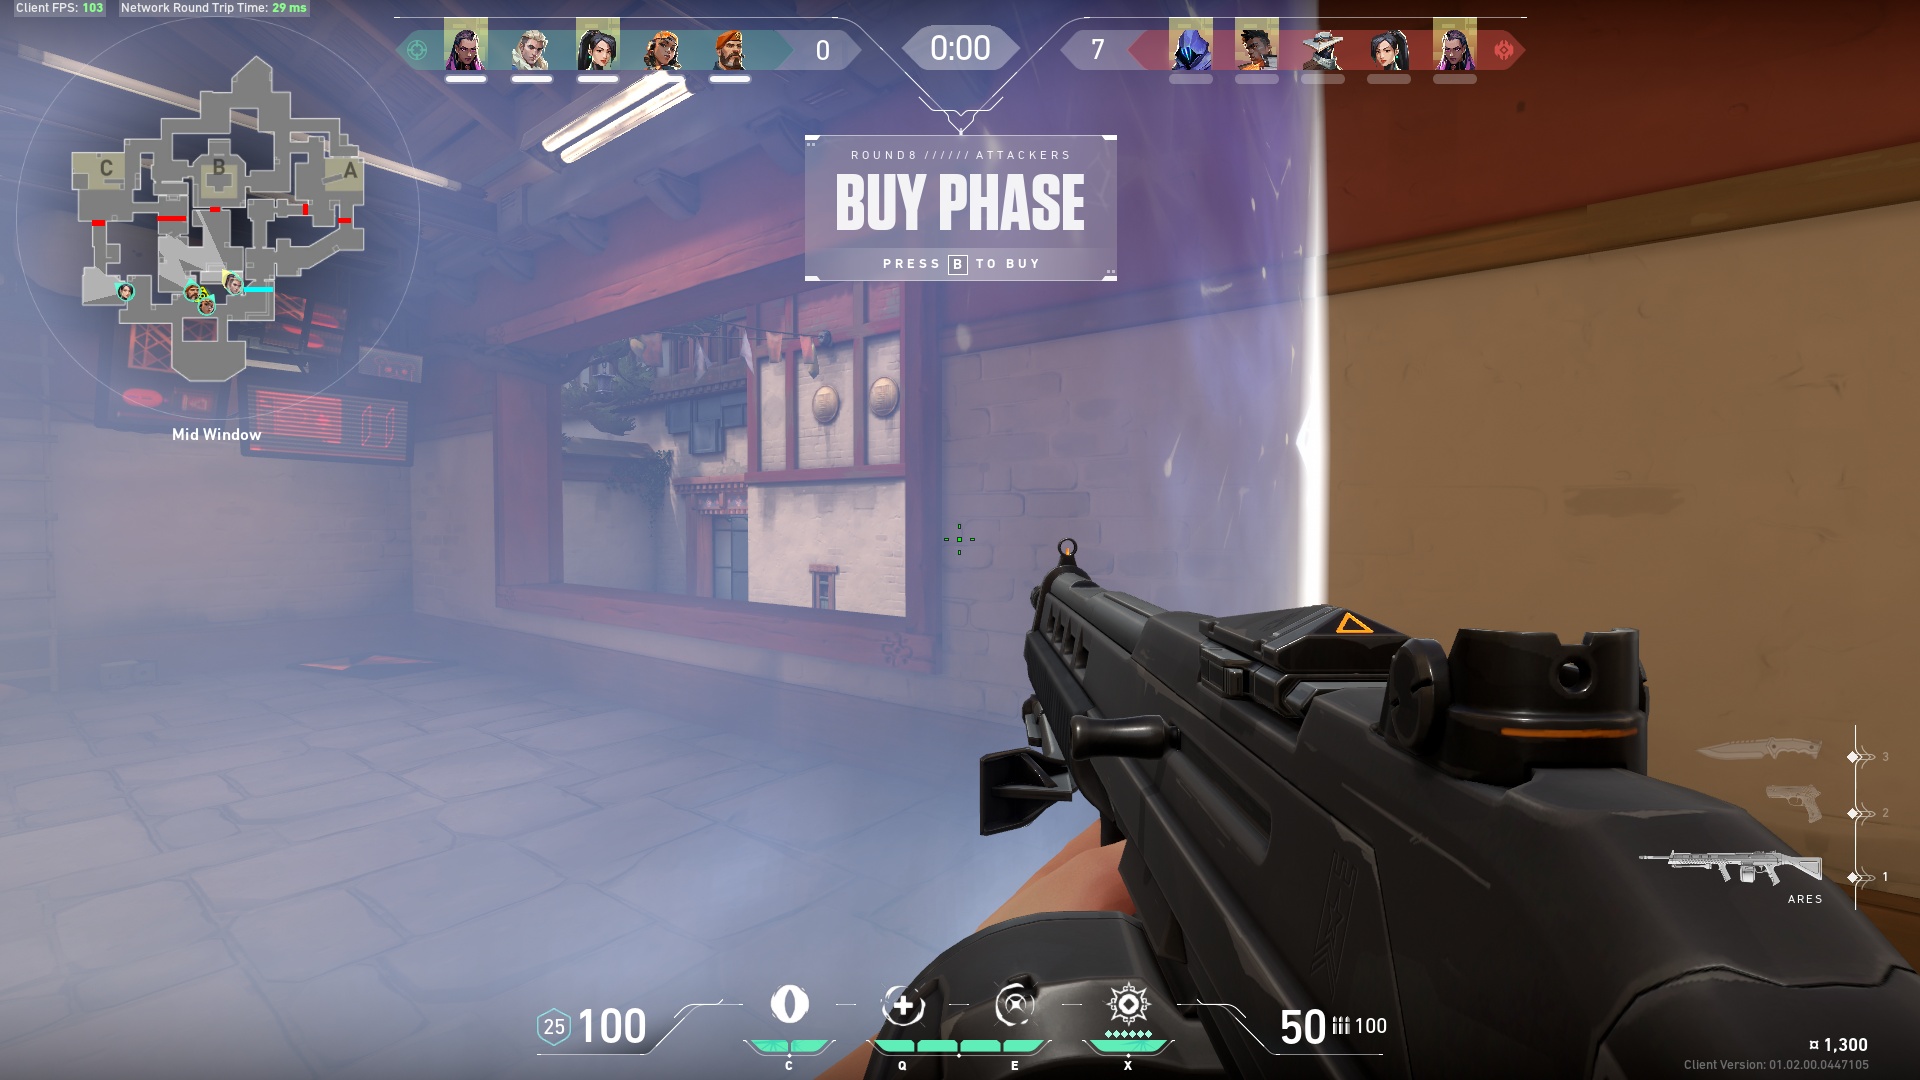 Client FPS: 103 Network Round Trip Time: 29 ms
0 0:00 7
C B A
Mid Window
ROUND8 ////// ATTACKERS
BUY PHASE
PRESS B TO BUY
3
2
1
ARES
25 100
50 100
C Q E X
¤ 1,300
Client Version: 01.02.00.0447105